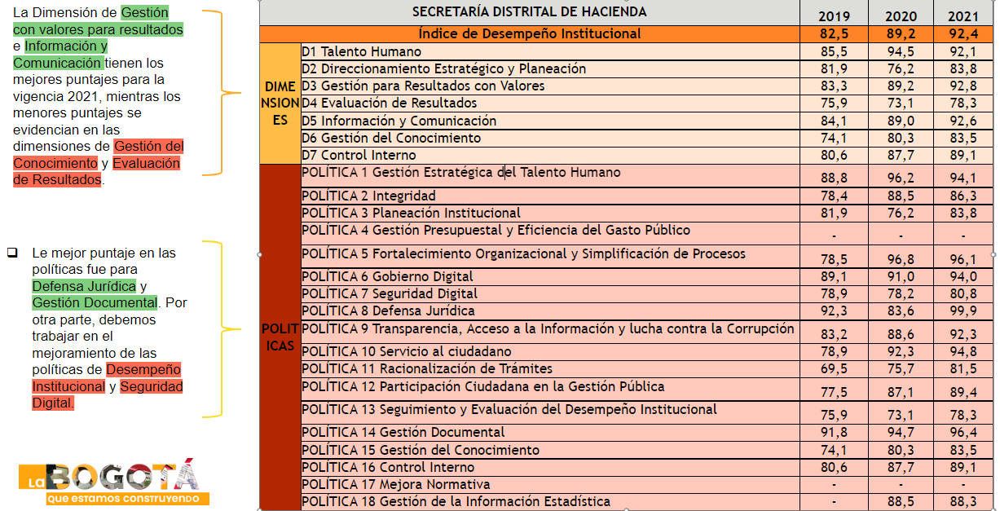 La Dimensión de Gestión
con valores para resultados
e Información y
Comunicación tienen los
mejores puntajes para la
vigencia 2021, mientras los
menores puntajes se
evidencian en las
dimensiones de Gestión del
Conocimiento y Evaluación
de Resultados.
Le mejor puntaje en las
políticas fue para
Defensa Jurídica y
Gestión Documental. Por
otra parte, debemos
trabajar en el
mejoramiento de las
políticas de Desempeño
Institucional y Seguridad
Digital.
LA BOGOTÁ
que estamos construyendo
SECRETARÍA DISTRITAL DE HACIENDA 2019 2020 2021
Índice de Desempeño Institucional 82,5 89,2 92,4
DIME
NSION
ES
D1 Talento Humano 85,5 94,5 92,1
D2 Direccionamiento Estratégico y Planeación 81,9 76,2 83,8
D3 Gestión para Resultados con Valores 83,3 89,2 92,8
D4 Evaluación de Resultados 75,9 73,1 78,3
D5 Información y Comunicación 84,1 89,0 92,6
D6 Gestión del Conocimiento 74,1 80,3 83,5
D7 Control Interno 80,6 87,7 89,1
POLIT
ICAS
POLÍTICA 1 Gestión Estratégica del Talento Humano 88,8 96,2 94,1
POLÍTICA 2 Integridad 78,4 88,5 86,3
POLÍTICA 3 Planeación Institucional 81,9 76,2 83,8
POLÍTICA 4 Gestión Presupuestal y Eficiencia del Gasto Público - - -
POLÍTICA 5 Fortalecimiento Organizacional y Simplificación de Procesos 78,5 96,8 96,1
POLÍTICA 6 Gobierno Digital 89,1 91,0 94,0
POLÍTICA 7 Seguridad Digital 78,9 78,2 80,8
POLÍTICA 8 Defensa Jurídica 92,3 83,6 99,9
POLÍTICA 9 Transparencia, Acceso a la Información y lucha contra la Corrupción 83,2 88,6 92,3
POLÍTICA 10 Servicio al ciudadano 78,9 92,3 94,8
POLÍTICA 11 Racionalización de Trámites 69,5 75,7 81,5
POLÍTICA 12 Participación Ciudadana en la Gestión Pública 77,5 87,1 89,4
POLÍTICA 13 Seguimiento y Evaluación del Desempeño Institucional 75,9 73,1 78,3
POLÍTICA 14 Gestión Documental 91,8 94,7 96,4
POLÍTICA 15 Gestión del Conocimiento 74,1 80,3 83,5
POLÍTICA 16 Control Interno 80,6 87,7 89,1
POLÍTICA 17 Mejora Normativa - - -
POLÍTICA 18 Gestión de la Información Estadística - 88,5 88,3